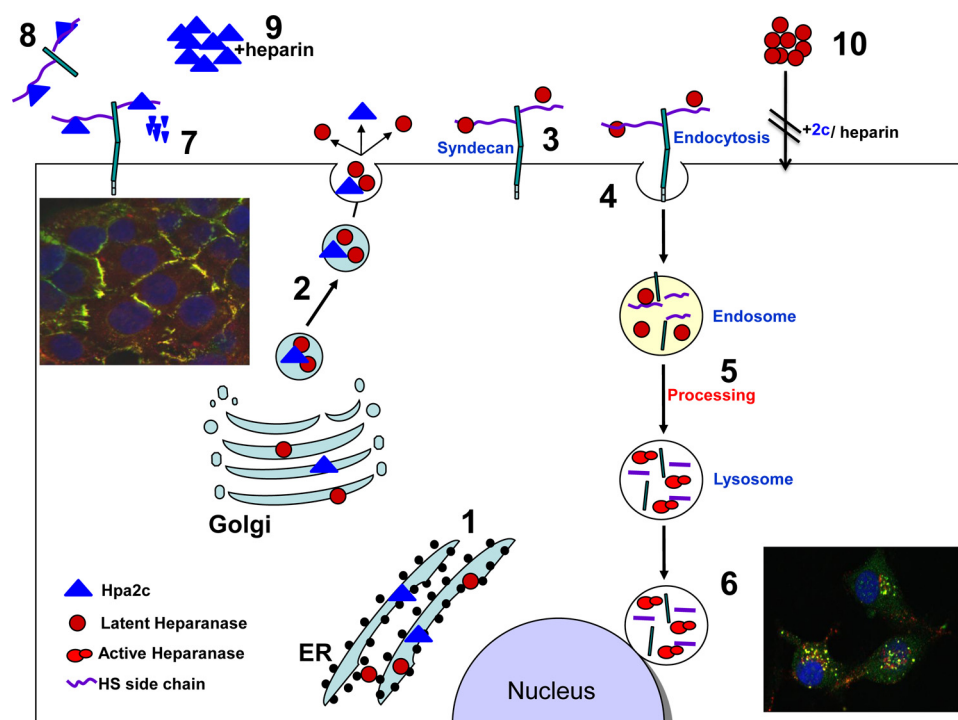 8
9
+heparin
10
7
Syndecan
3
Endocytosis
+2c/ heparin
4
2
Endosome
5
Processing
Lysosome
Golgi
1
6
Hpa2c
Latent Heparanase
Active Heparanase
HS side chain
ER
Nucleus